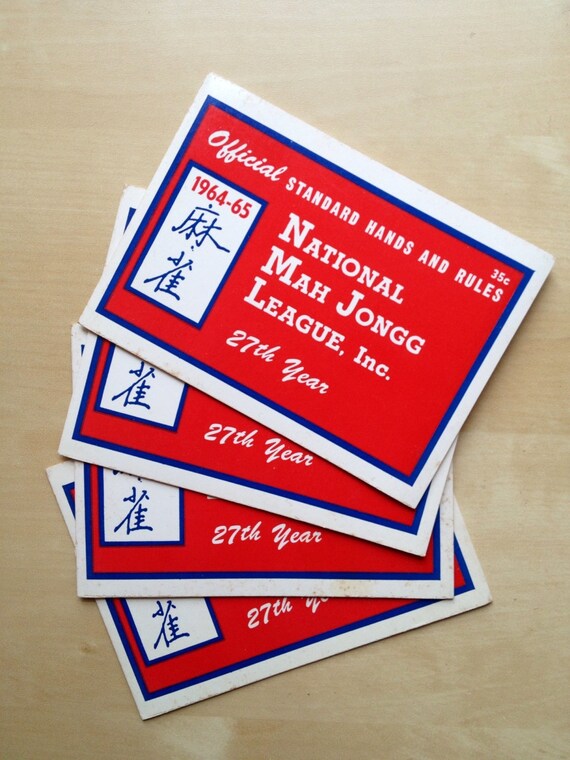 Official STANDARD HANDS AND RULES
35c
1964-65
麻
雀
NATIONAL
MAH JONGG
LEAGUE, INC.
27th Year
雀
27th Year
雀
27th Year
雀
27th Ye